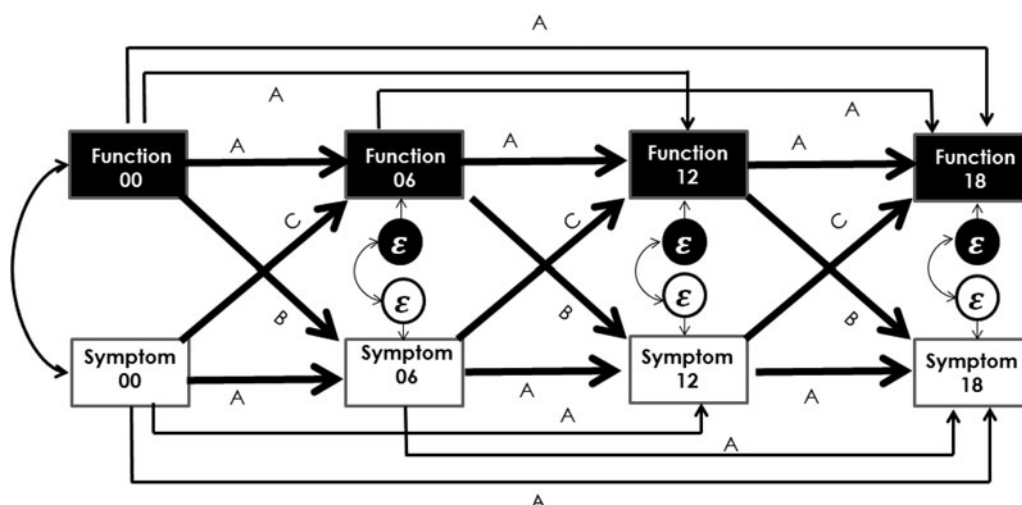 A
A
A
Function
00
A
Function
06
A
Function
12
A
Function
18
C
C
C
ε
ε
ε
ε
ε
ε
B
B
B
Symptom
00
A
Symptom
06
A
Symptom
12
A
Symptom
18
A
A
A